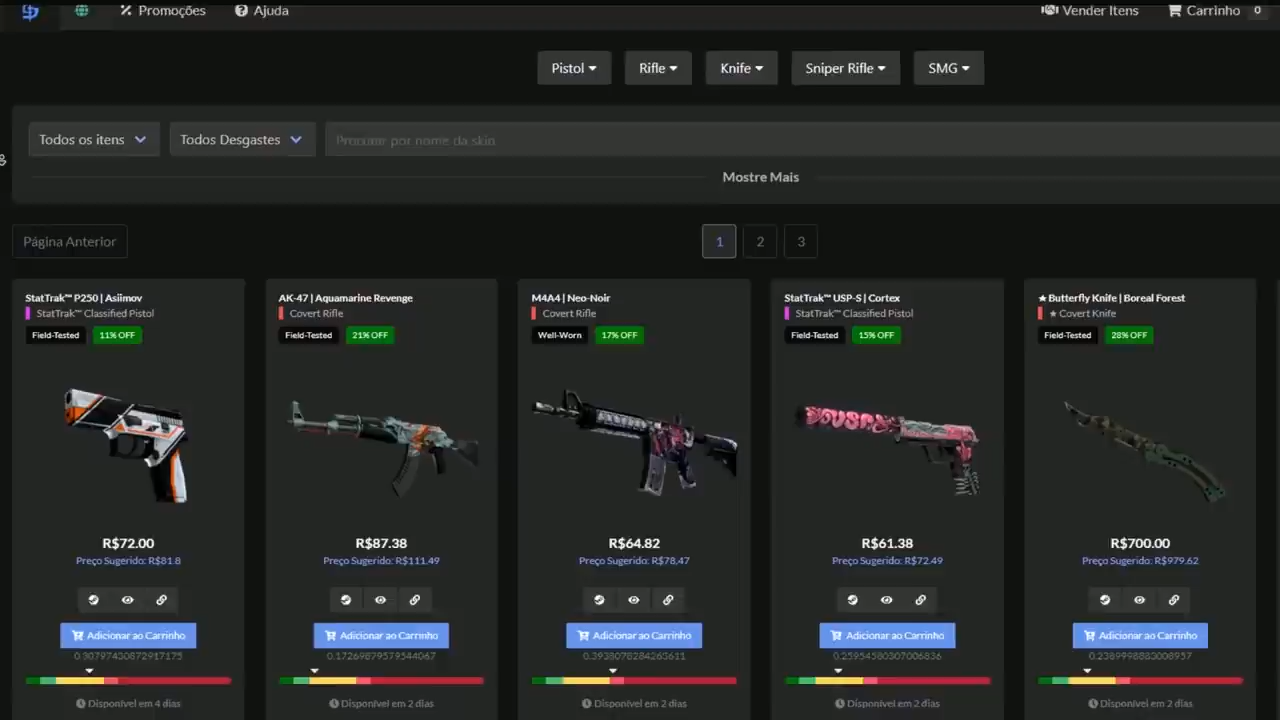 Promoções
Ajuda
Vender Itens
Carrinho 0
Pistol
Rifle
Knife
Sniper Rifle
SMG
Todos os itens
Todos Desgastes
Procurar por nome da skin
Mostre Mais
Página Anterior
1
2
3
StatTrak™ P250 | Asiimov
StatTrak™ Classified Pistol
Field-Tested 11% OFF
R$72.00
Preço Sugerido: R$81.8
Adicionar ao Carrinho
0.30797430872917175
Disponível em 4 dias
AK-47 | Aquamarine Revenge
Covert Rifle
Field-Tested 21% OFF
R$87.38
Preço Sugerido: R$111.49
Adicionar ao Carrinho
0.17269879579544067
Disponível em 2 dias
M4A4 | Neo-Noir
Covert Rifle
Well-Worn 17% OFF
R$64.82
Preço Sugerido: R$78.47
Adicionar ao Carrinho
0.3938078284263611
Disponível em 2 dias
StatTrak™ USP-S | Cortex
StatTrak™ Classified Pistol
Field-Tested 15% OFF
R$61.38
Preço Sugerido: R$72.49
Adicionar ao Carrinho
0.25954580307006836
Disponível em 2 dias
★ Butterfly Knife | Boreal Forest
★ Covert Knife
Field-Tested 28% OFF
R$700.00
Preço Sugerido: R$979.62
Adicionar ao Carrinho
0.2389998883008957
Disponível em 2 dias